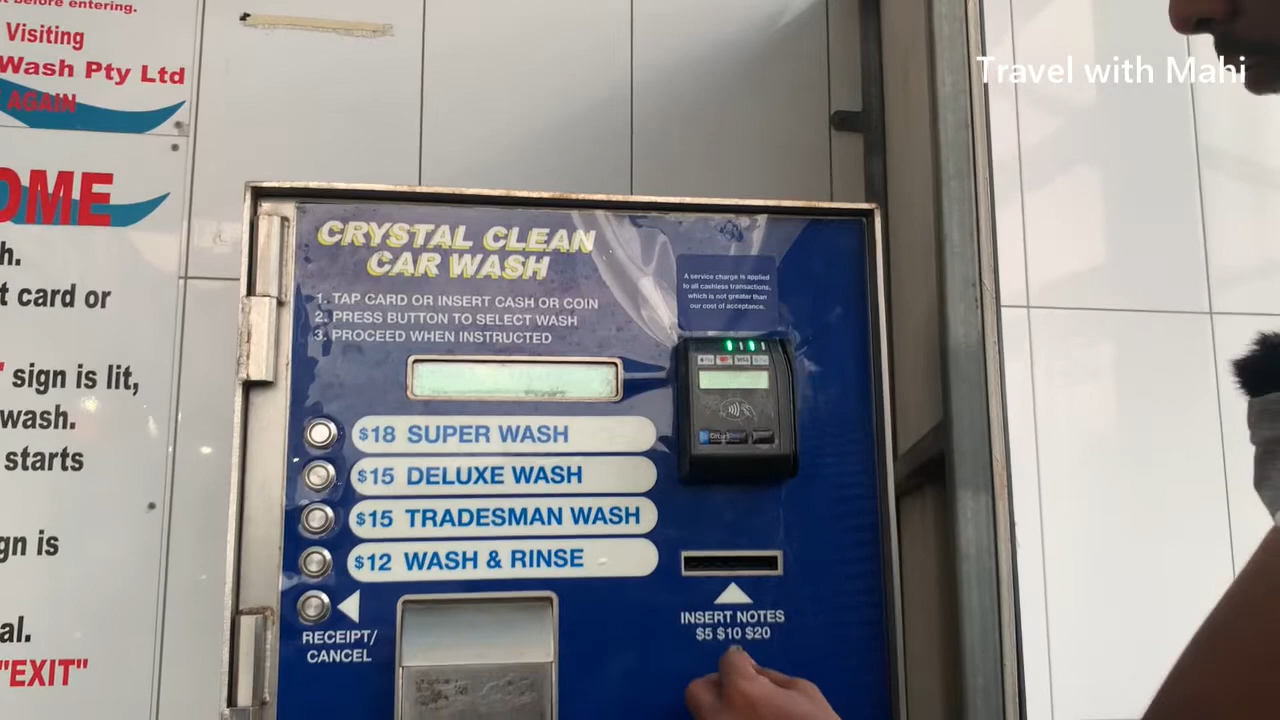 before entering.
Visiting
Wash Pty Ltd
AGAIN
OME
h.
t card or
" sign is lit,
wash.
starts
gn is
al.
"EXIT"
Travel with Mahi
CRYSTAL CLEAN
CAR WASH
1. TAP CARD OR INSERT CASH OR COIN
2. PRESS BUTTON TO SELECT WASH
3. PROCEED WHEN INSTRUCTED
A service charge is applied
to all cashless transactions,
which is not greater than
our cost of acceptance.
VISA
$18 SUPER WASH
$15 DELUXE WASH
$15 TRADESMAN WASH
$12 WASH & RINSE
RECEIPT/
CANCEL
INSERT NOTES
$5 $10 $20